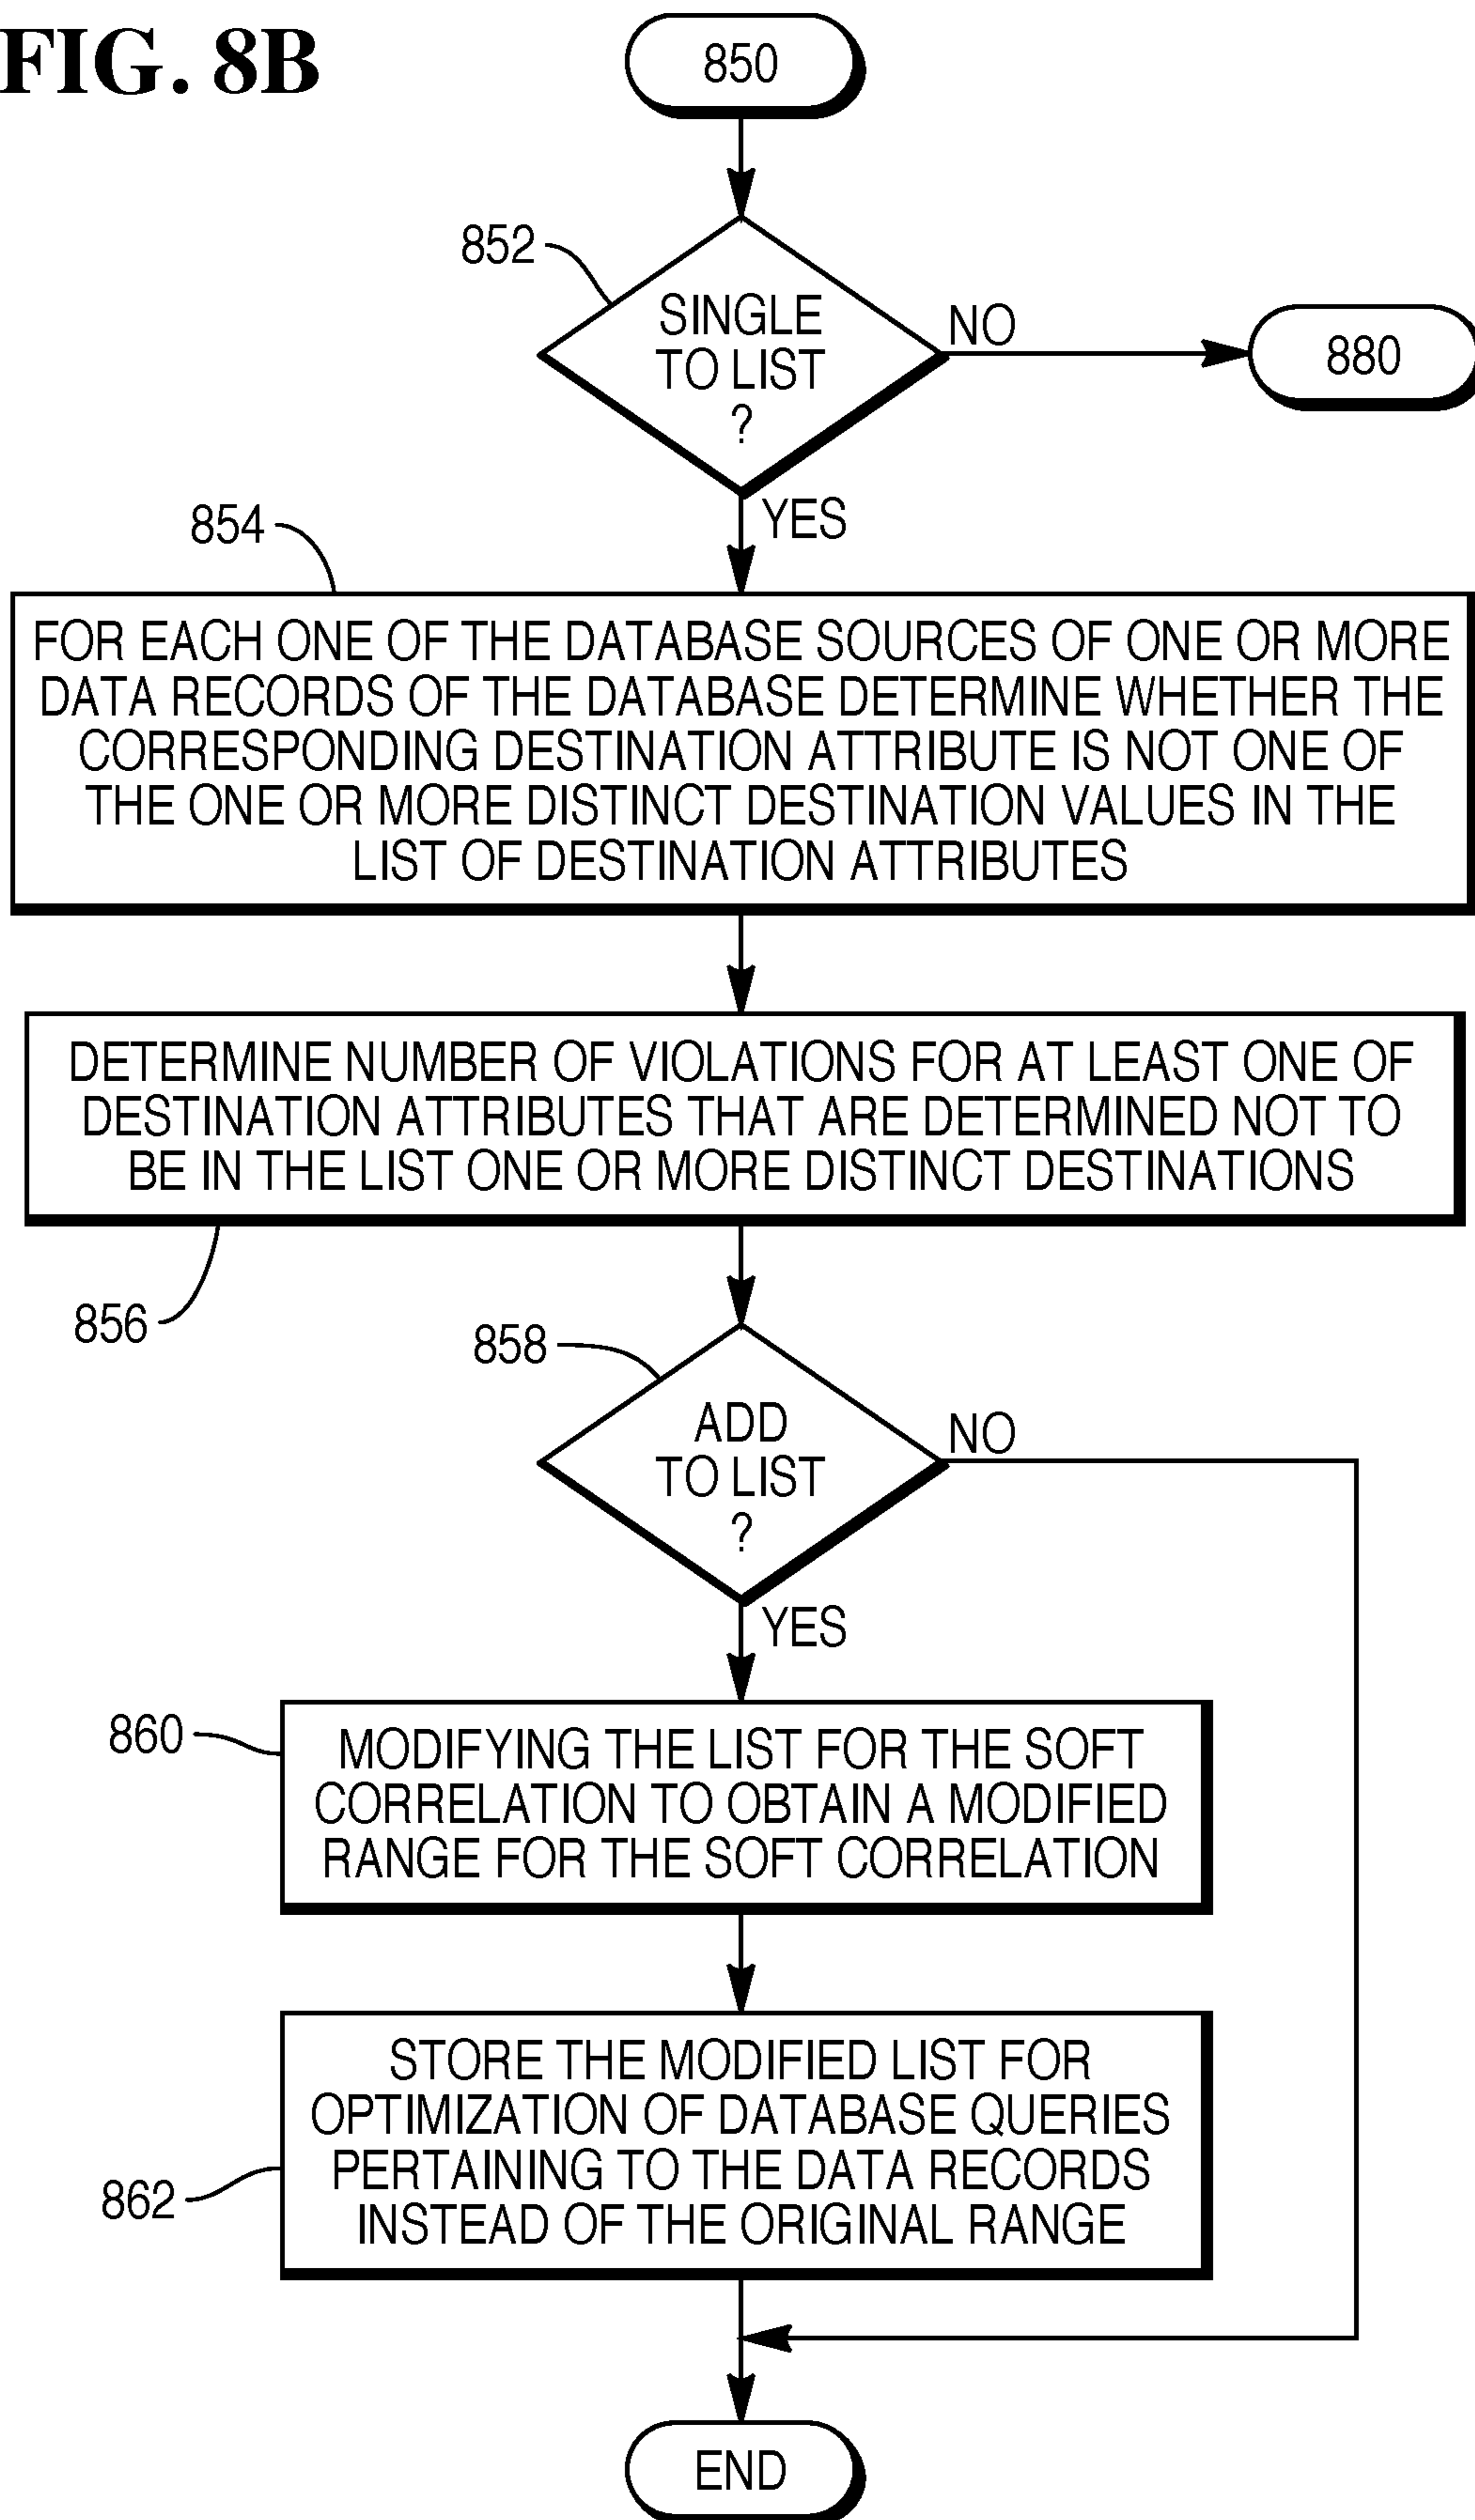 FIG. 8B
850
852
SINGLE
TO LIST
?
NO
880
YES
854
FOR EACH ONE OF THE DATABASE SOURCES OF ONE OR MORE
DATA RECORDS OF THE DATABASE DETERMINE WHETHER THE
CORRESPONDING DESTINATION ATTRIBUTE IS NOT ONE OF
THE ONE OR MORE DISTINCT DESTINATION VALUES IN THE
LIST OF DESTINATION ATTRIBUTES
DETERMINE NUMBER OF VIOLATIONS FOR AT LEAST ONE OF
DESTINATION ATTRIBUTES THAT ARE DETERMINED NOT TO
BE IN THE LIST ONE OR MORE DISTINCT DESTINATIONS
856
858
ADD
TO LIST
?
NO
YES
860
MODIFYING THE LIST FOR THE SOFT
CORRELATION TO OBTAIN A MODIFIED
RANGE FOR THE SOFT CORRELATION
STORE THE MODIFIED LIST FOR
OPTIMIZATION OF DATABASE QUERIES
PERTAINING TO THE DATA RECORDS
INSTEAD OF THE ORIGINAL RANGE
862
END